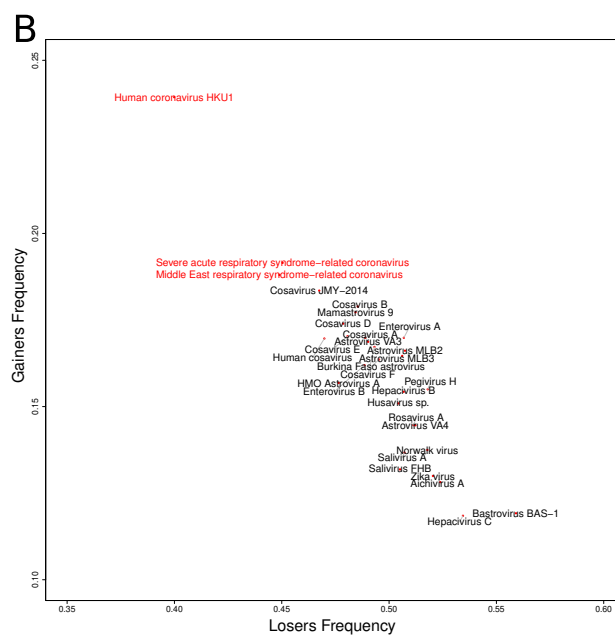 B
0.25
Human coronavirus HKU1
0.20
Severe acute respiratory syndrome−related coronavirus
Middle East respiratory syndrome−related coronavirus
Cosavirus JMY−2014
Cosavirus B
Mamastrovirus 9
Cosavirus D
Enterovirus A
Cosavirus A
Astrovirus VA3
Cosavirus E
Astrovirus MLB2
Human cosavirus
Astrovirus MLB3
Burkina Faso astrovirus
Cosavirus F
HMO Astrovirus A
Pegivirus H
Enterovirus B
Hepacivirus B
Husavirus sp.
0.15
Rosavirus A
Astrovirus VA4
Norwalk virus
Salivirus A
Salivirus FHB
Zika virus
Aichivirus A
Bastrovirus BAS−1
Hepacivirus C
0.10
Gainers Frequency
0.35 0.40 0.45 0.50 0.55 0.60
Losers Frequency